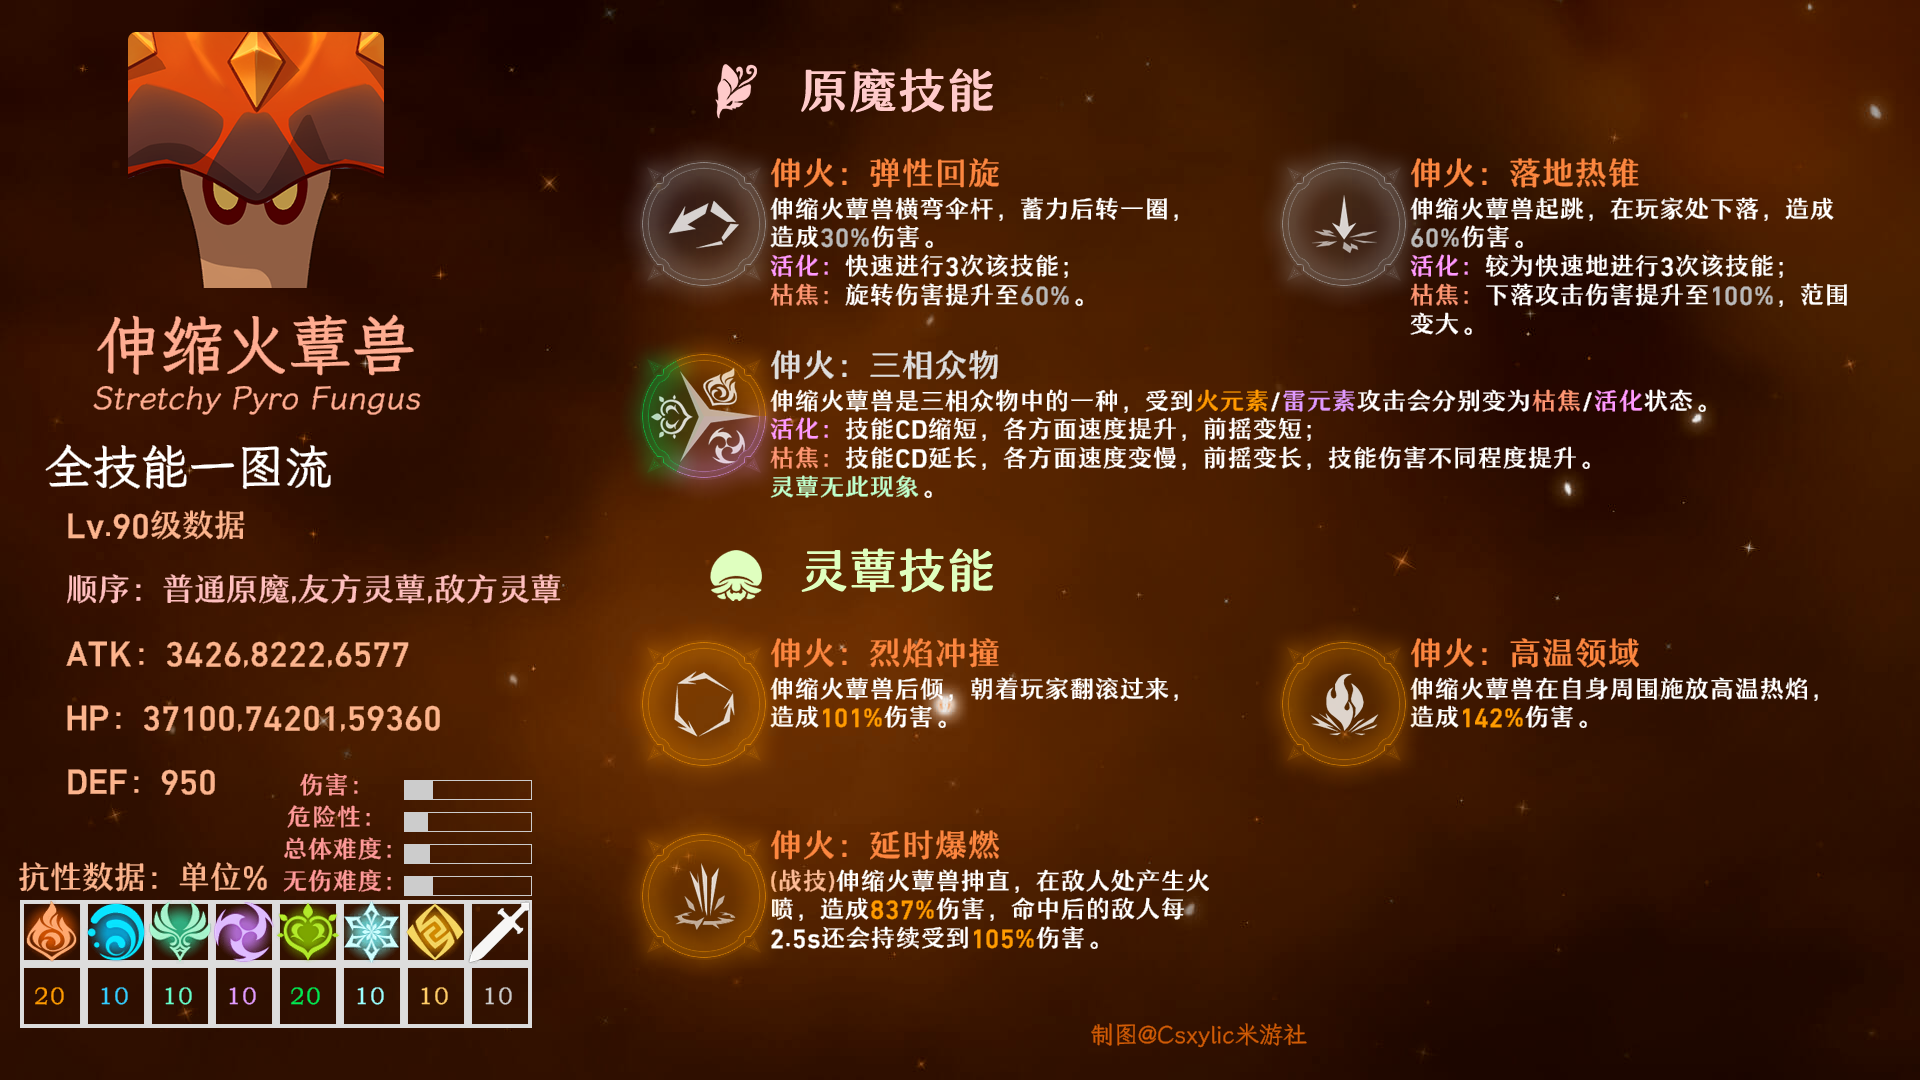 伸缩火蕈兽
Stretchy Pyro Fungus
全技能一图流
Lv.90级数据
顺序：普通原魔,友方灵蕈,敌方灵蕈
ATK：3426,8222,6577
HP：37100,74201,59360
DEF：950
伤害：
危险性：
总体难度：
无伤难度：
抗性数据：单位%
20 10 10 10 20 10 10 10
原魔技能
伸火：弹性回旋
伸缩火蕈兽横弯伞杆，蓄力后转一圈，
造成30%伤害。
活化：快速进行3次该技能；
枯焦：旋转伤害提升至60%。
伸火：落地热锥
伸缩火蕈兽起跳，在玩家处下落，造成
60%伤害。
活化：较为快速地进行3次该技能；
枯焦：下落攻击伤害提升至100%，范围
变大。
伸火：三相众物
伸缩火蕈兽是三相众物中的一种，受到火元素/雷元素攻击会分别变为枯焦/活化状态。
活化：技能CD缩短，各方面速度提升，前摇变短；
枯焦：技能CD延长，各方面速度变慢，前摇变长，技能伤害不同程度提升。
灵蕈无此现象。
灵蕈技能
伸火：烈焰冲撞
伸缩火蕈兽后倾，朝着玩家翻滚过来，
造成101%伤害。
伸火：高温领域
伸缩火蕈兽在自身周围施放高温热焰，
造成142%伤害。
伸火：延时爆燃
(战技)伸缩火蕈兽抻直，在敌人处产生火
喷，造成837%伤害，命中后的敌人每
2.5s还会持续受到105%伤害。
制图@Csxylic米游社